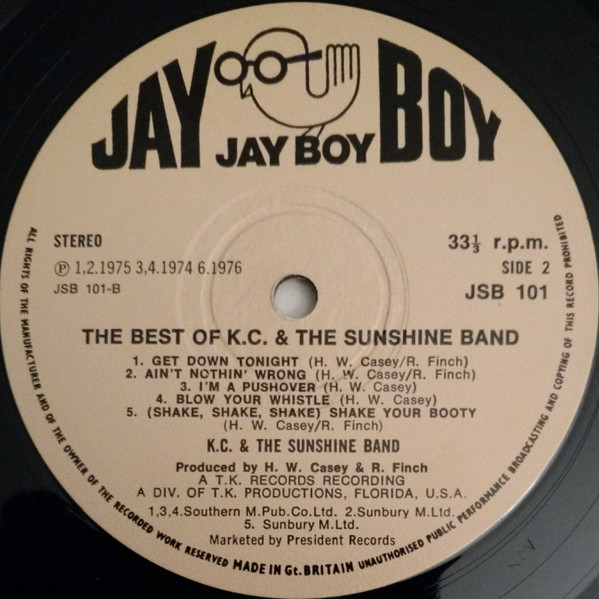 JAY BOY
JAY BOY
STEREO
33⅓ r.p.m.
Ⓟ 1,2.1975 3,4.1974 6.1976
SIDE 2
JSB 101-B
JSB 101
THE BEST OF K.C. & THE SUNSHINE BAND
1. GET DOWN TONIGHT (H. W. Casey/R. Finch)
2. AIN'T NOTHIN' WRONG (H. W. Casey/R. Finch)
3. I'M A PUSHOVER (H. W. Casey)
4. BLOW YOUR WHISTLE (H. W. Casey)
5. (SHAKE, SHAKE, SHAKE) SHAKE YOUR BOOTY
(H. W. Casey/R. Finch)
K.C. & THE SUNSHINE BAND
Produced by H. W. Casey & R. Finch
A T.K. RECORDS RECORDING
A DIV. OF T.K. PRODUCTIONS, FLORIDA, U.S.A.
1,3,4.Southern M.Pub.Co.Ltd. 2.Sunbury M.Ltd.
5. Sunbury M.Ltd.
Marketed by President Records
ALL RIGHTS OF THE MANUFACTURER AND OF THE OWNER OF THE RECORDED WORK RESERVED MADE IN Gt. BRITAIN UNAUTHORISED PUBLIC PERFORMANCE BROADCASTING AND COPYING OF THIS RECORD PROHIBITED